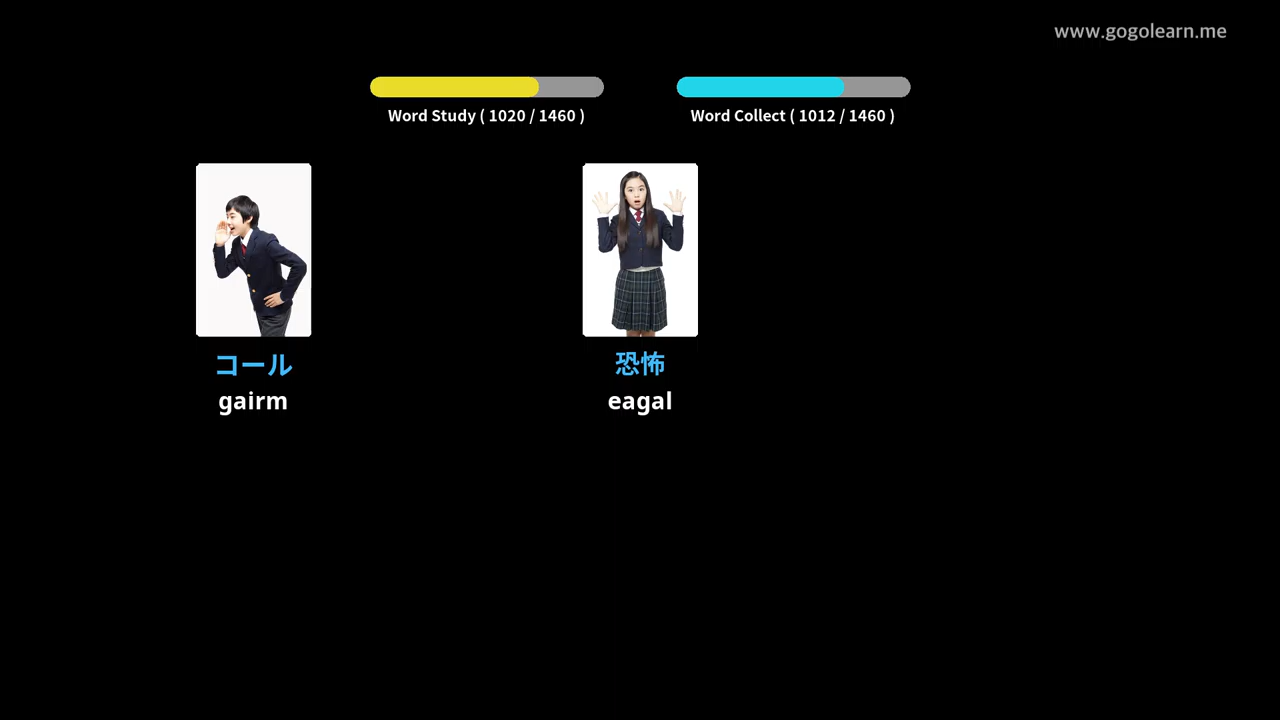 www.gogolearn.me
Word Study ( 1020 / 1460 )
Word Collect ( 1012 / 1460 )
コール
gairm
恐怖
eagal